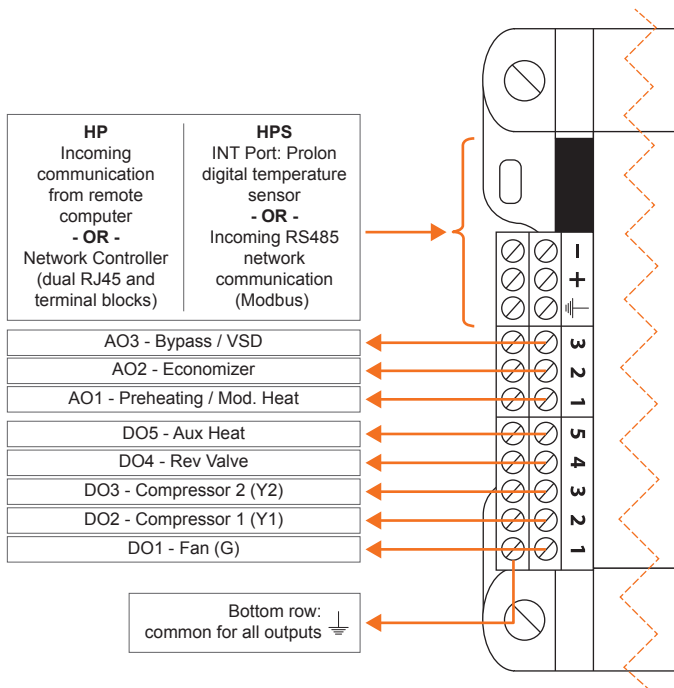 HP
Incoming
communication
from remote
computer
- OR -
Network Controller
(dual RJ45 and
terminal blocks)
HPS
INT Port: Prolon
digital temperature
sensor
- OR -
Incoming RS485
network
communication
(Modbus)
AO3 - Bypass / VSD
AO2 - Economizer
AO1 - Preheating / Mod. Heat
DO5 - Aux Heat
DO4 - Rev Valve
DO3 - Compressor 2 (Y2)
DO2 - Compressor 1 (Y1)
DO1 - Fan (G)
Bottom row:
common for all outputs
-
+
3
2
1
5
4
3
2
1